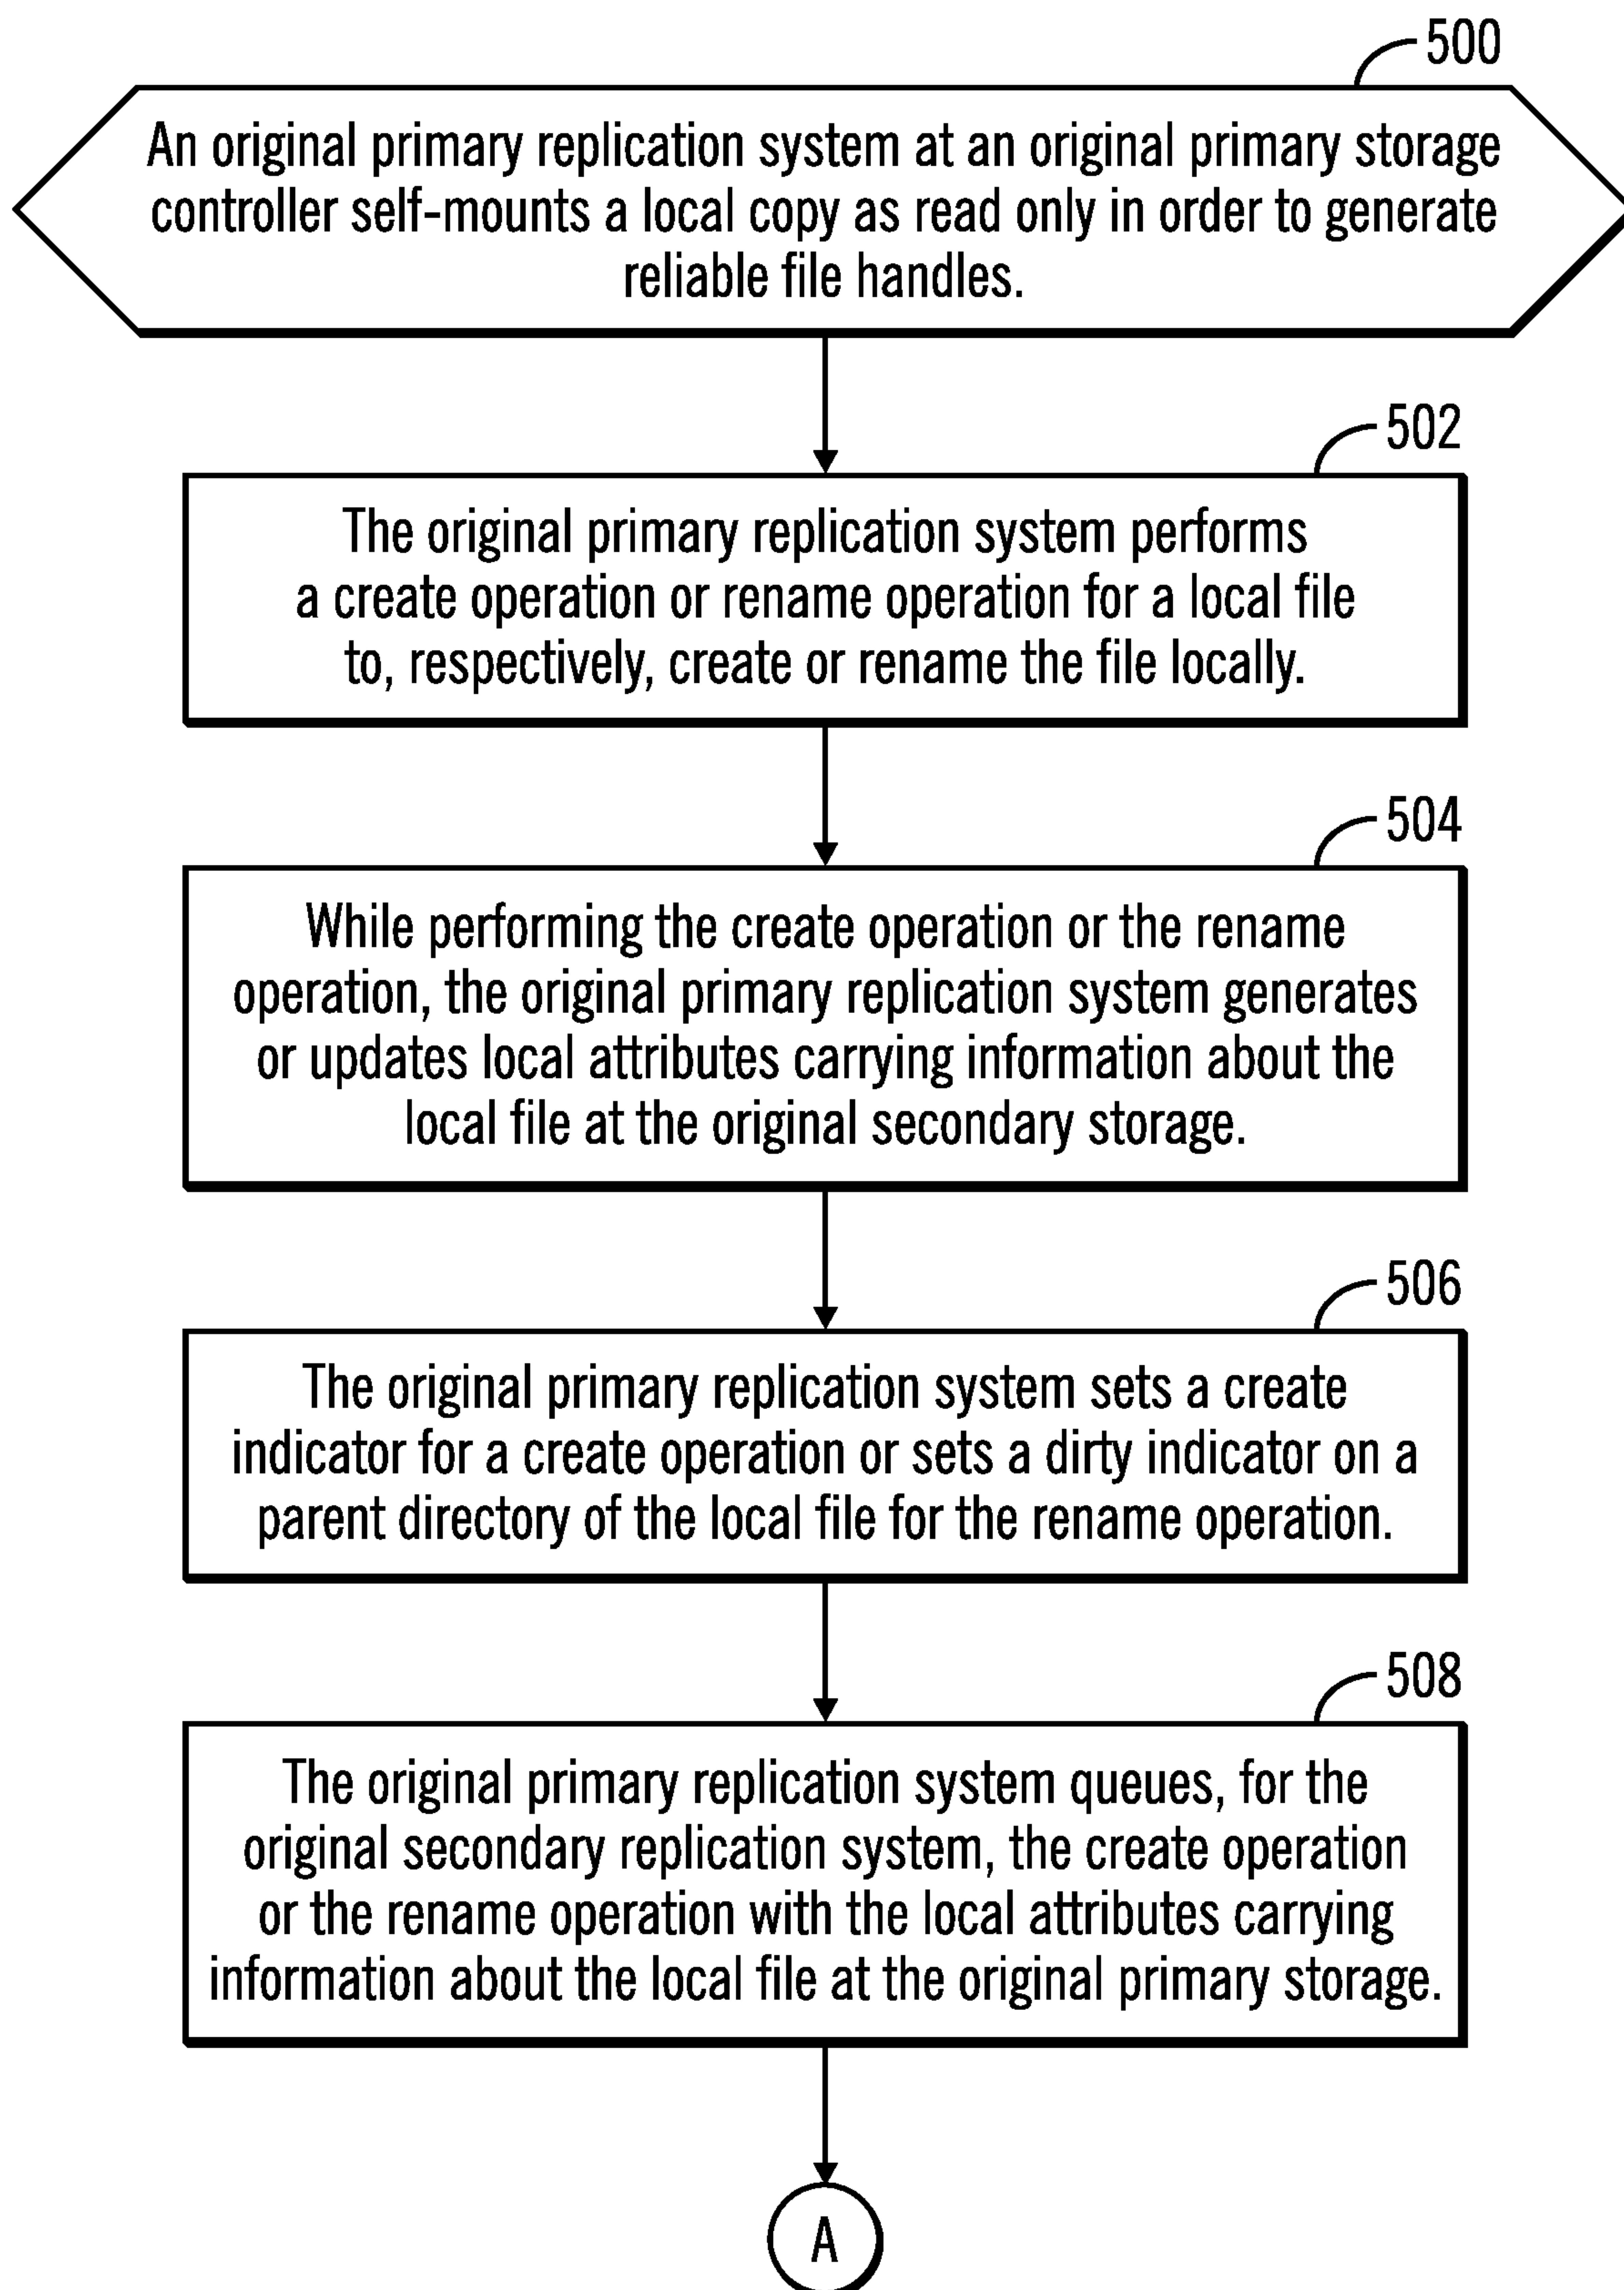 500
An original primary replication system at an original primary storage
controller self-mounts a local copy as read only in order to generate
reliable file handles.
502
The original primary replication system performs
a create operation or rename operation for a local file
to, respectively, create or rename the file locally.
504
While performing the create operation or the rename
operation, the original primary replication system generates
or updates local attributes carrying information about the
local file at the original secondary storage.
506
The original primary replication system sets a create
indicator for a create operation or sets a dirty indicator on a
parent directory of the local file for the rename operation.
508
The original primary replication system queues, for the
original secondary replication system, the create operation
or the rename operation with the local attributes carrying
information about the local file at the original primary storage.
A